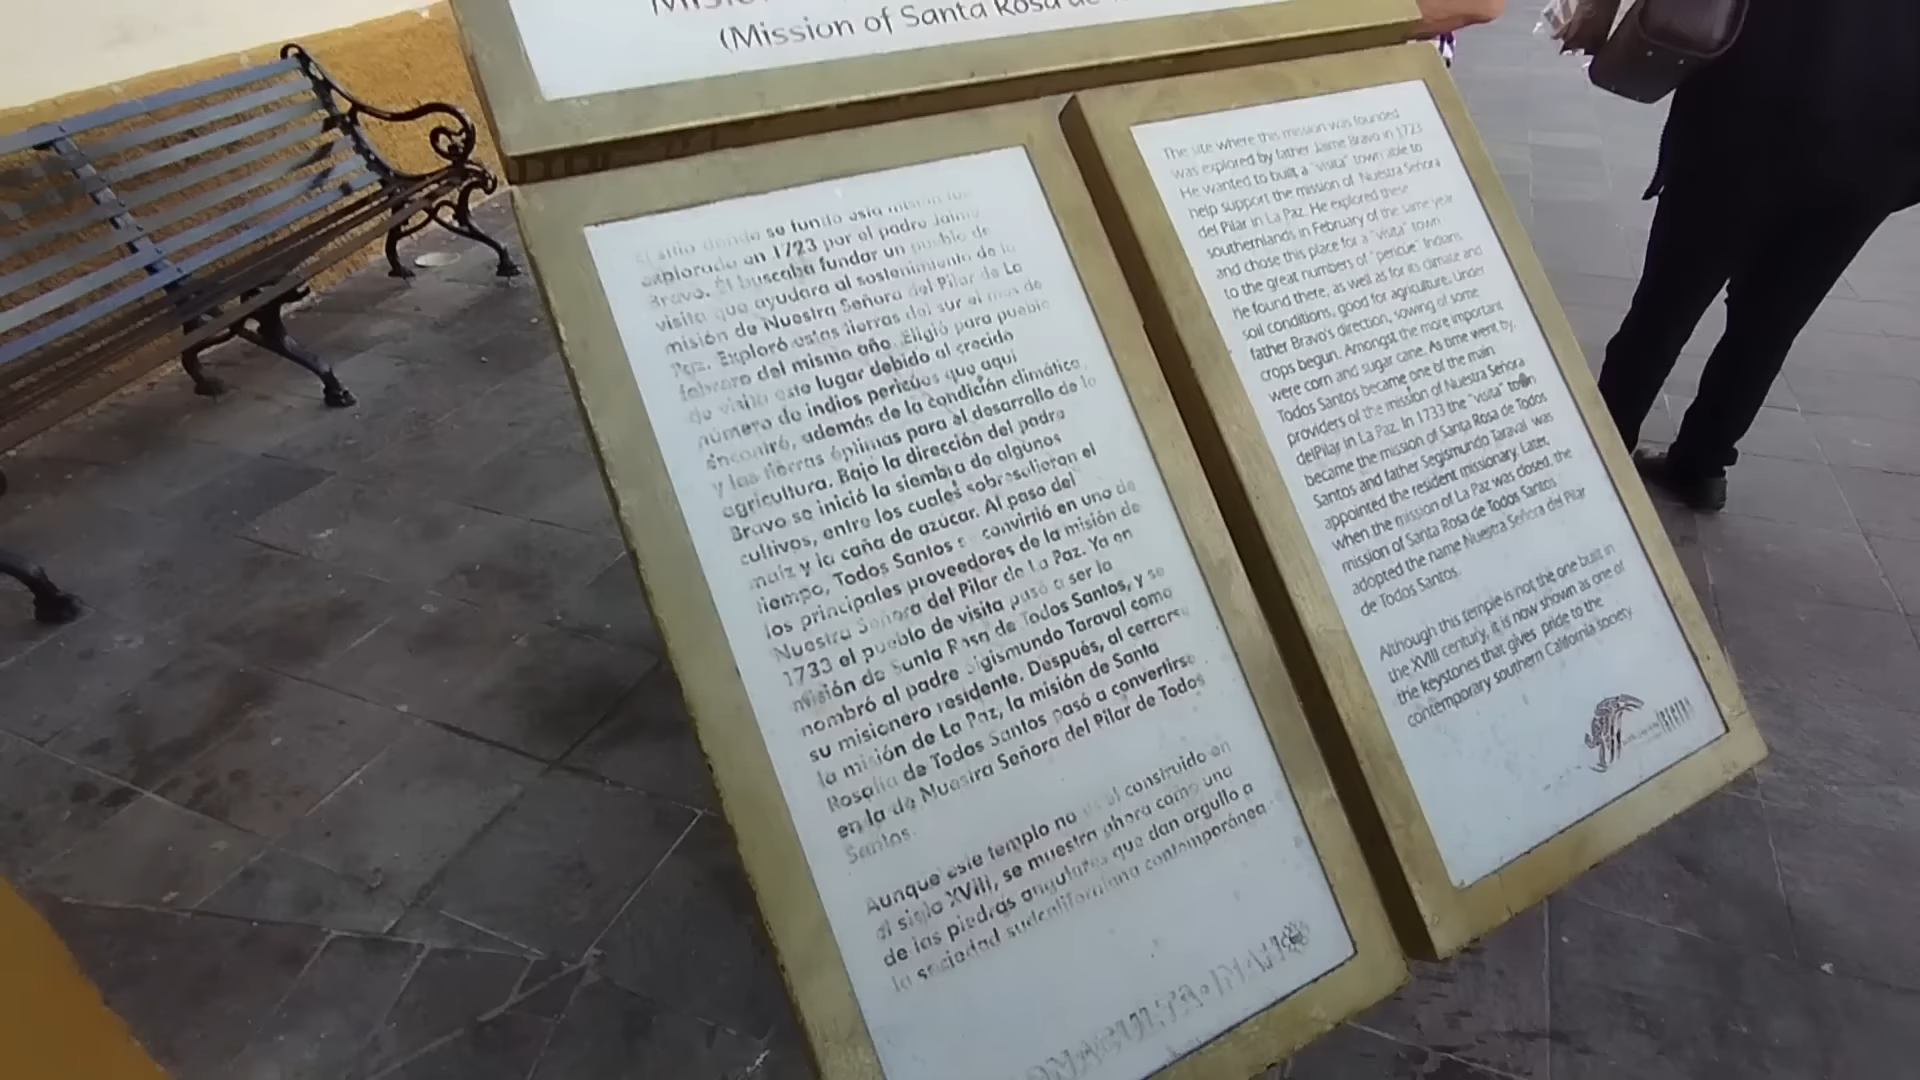 (Mission of Santa Rosa de
El sitio donde se fundó esta misión fue
explorado en 1723 por el padre Jaime
Bravo. Él buscaba fundar un pueblo de
visita que ayudara al sostenimiento de la
misión de Nuestra Señora del Pilar de La
Paz. Exploró estas tierras del sur el mes de
febrero del mismo año. Eligió para pueblo
de visita este lugar debido al crecido
número de indios pericúes que aquí
encontró, además de la condición climática,
y las tierras óptimas para el desarrollo de la
agricultura. Bajo la dirección del padre
Bravo se inició la siembra de algunos
cultivos, entre los cuales sobresalieron el
maíz y la caña de azúcar. Al paso del
tiempo, Todos Santos se convirtió en uno de
los principales proveedores de la misión de
Nuestra Señora del Pilar de La Paz. Ya en
1733 el pueblo de visita pasó a ser la
misión de Santa Rosa de Todos Santos, y se
nombró al padre Sigismundo Taraval como
su misionero residente. Después, al cerrarse
la misión de La Paz, la misión de Santa
Rosalía de Todos Santos pasó a convertirse
en la de Nuestra Señora del Pilar de Todos
Santos.
Aunque este templo no es el construido en
el siglo XVIII, se muestra ahora como una
de las piedras angulares que dan orgullo a
la sociedad sudcaliforniana contemporánea.
The site where this mission was founded
was explored by father Jaime Bravo in 1723
He wanted to built a "visita" town able to
help support the mission of Nuestra Señora
del Pilar in La Paz. He explored these
southernlands in February of the same year
and chose this place for a "visita" town
to the great numbers of "pericue" Indians
he found there, as well as for its climate and
soil conditions, good for agriculture. Under
father Bravo's direction, sowing of some
crops begun. Amongst the more important
were corn and sugar cane. As time went by,
Todos Santos became one of the main
providers of the mission of Nuestra Señora
delPilar in La Paz. In 1733 the "visita" town
became the mission of Santa Rosa de Todos
Santos and father Segismundo Taraval was
appointed the resident missionary. Later,
when the mission of La Paz was closed, the
mission of Santa Rosa de Todos Santos
adopted the name Nuestra Señora del Pilar
de Todos Santos.
Although this temple is not the one built in
the XVIII century, it is now shown as one of
the keystones that gives pride to the
contemporary southern California society